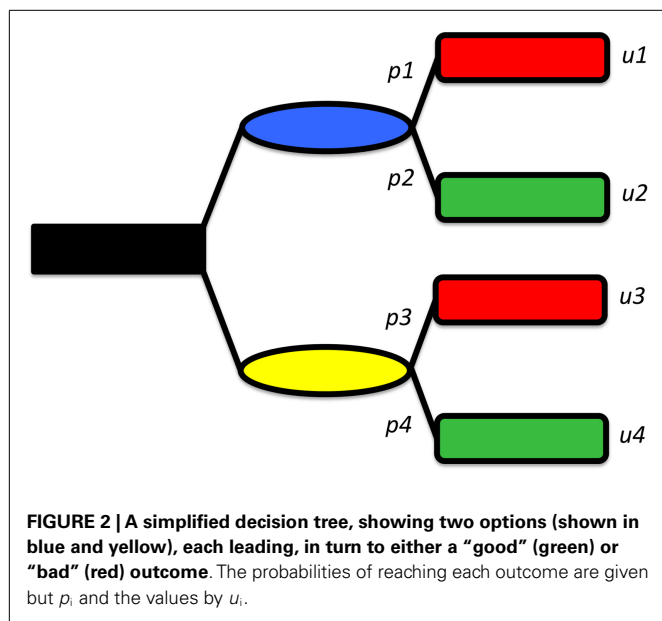 p1
u1
p2
u2
p3
u3
p4
u4
FIGURE 2 | A simplified decision tree, showing two options (shown in
blue and yellow), each leading, in turn to either a “good” (green) or
“bad” (red) outcome. The probabilities of reaching each outcome are given
but pi and the values by ui.